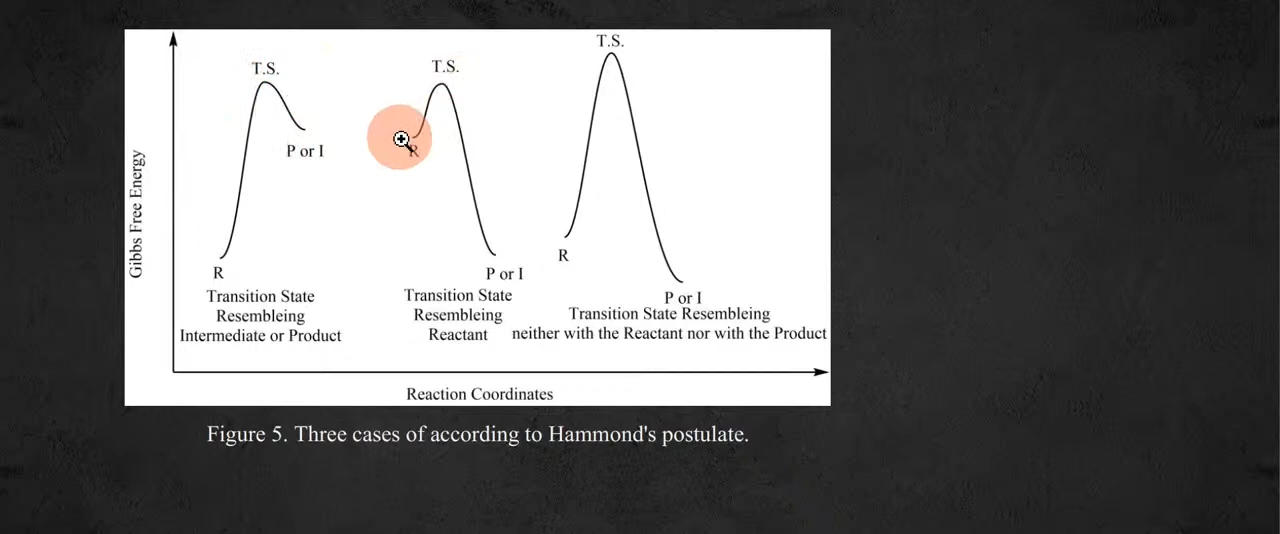 T.S.
P or I
R
Transition State
Resembleing
Intermediate or Product
T.S.
R
P or I
Transition State
Resembleing
Reactant
T.S.
R
P or I
Transition State Resembleing
neither with the Reactant nor with the Product
Gibbs Free Energy
Reaction Coordinates
Figure 5. Three cases of according to Hammond's postulate.